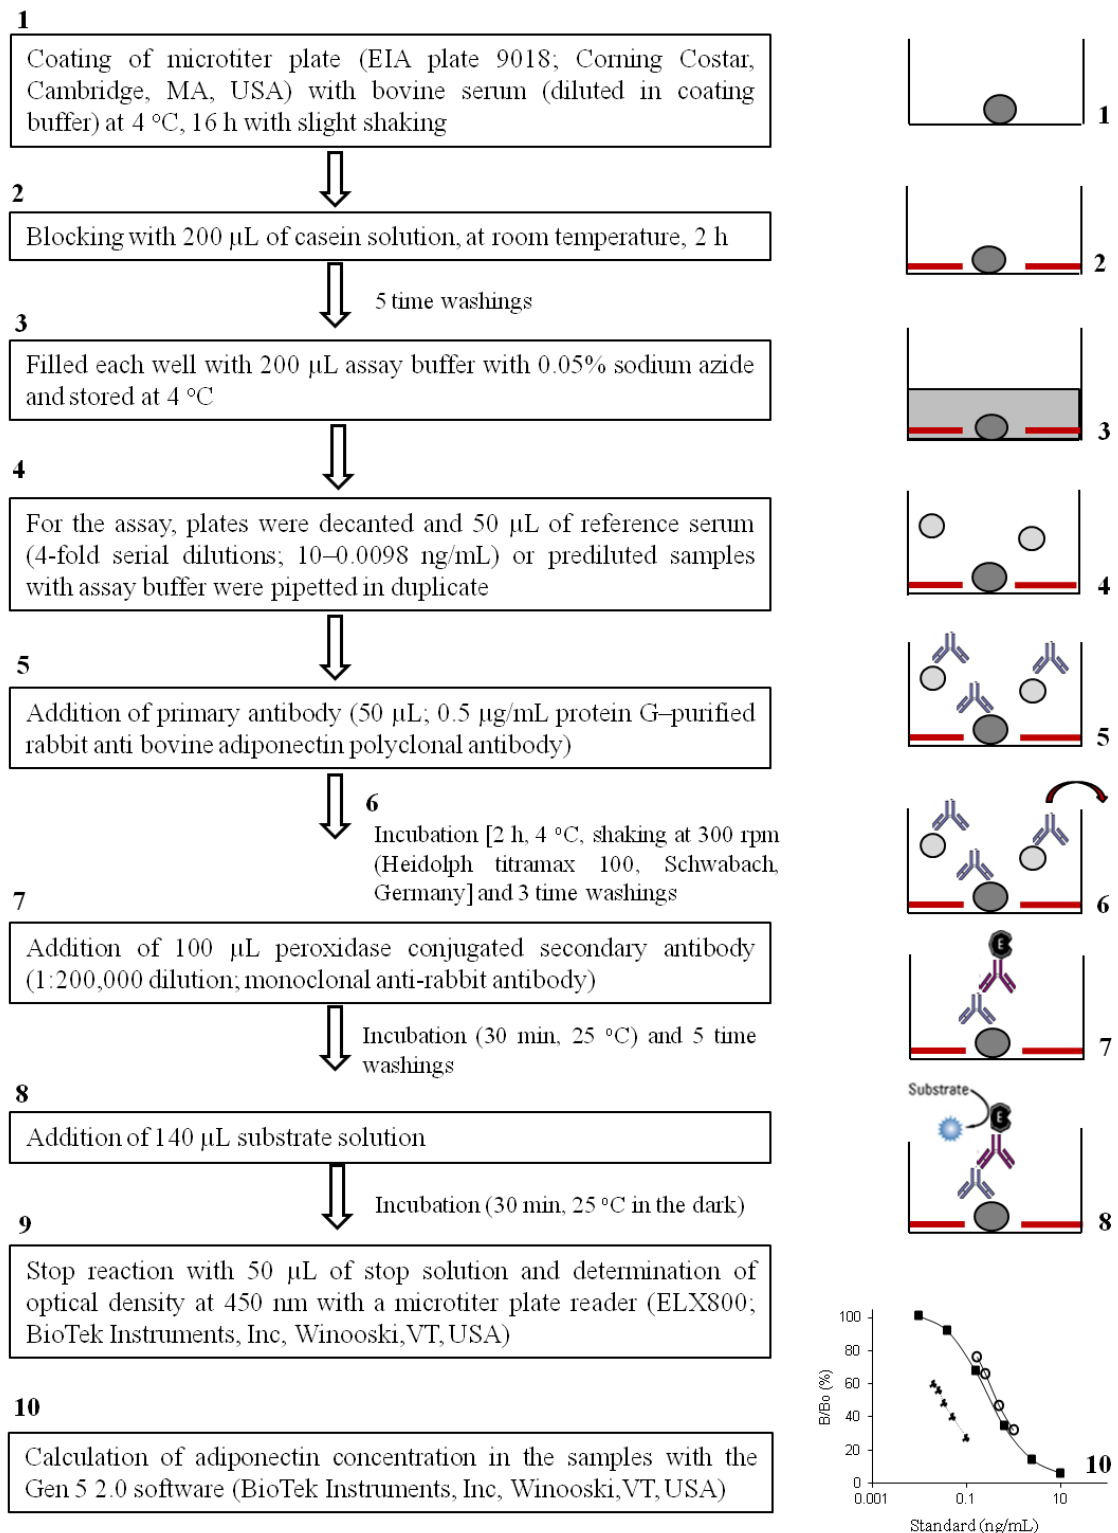 1
Coating of microtiter plate (EIA plate 9018; Corning Costar,
Cambridge, MA, USA) with bovine serum (diluted in coating
buffer) at 4 °C, 16 h with slight shaking
1
2
Blocking with 200 µL of casein solution, at room temperature, 2 h
2
5 time washings
3
Filled each well with 200 µL assay buffer with 0.05% sodium azide
and stored at 4 °C
3
4
For the assay, plates were decanted and 50 µL of reference serum
(4-fold serial dilutions; 10–0.0098 ng/mL) or prediluted samples
with assay buffer were pipetted in duplicate
4
5
Addition of primary antibody (50 µL; 0.5 µg/mL protein G–purified
rabbit anti bovine adiponectin polyclonal antibody)
5
6
Incubation [2 h, 4 °C, shaking at 300 rpm
(Heidolph titramax 100, Schwabach,
Germany] and 3 time washings
6
7
Addition of 100 µL peroxidase conjugated secondary antibody
(1:200,000 dilution; monoclonal anti-rabbit antibody)
E
7
Incubation (30 min, 25 °C) and 5 time
washings
8
Addition of 140 µL substrate solution
Substrate
E
8
Incubation (30 min, 25 °C in the dark)
9
Stop reaction with 50 µL of stop solution and determination of
optical density at 450 nm with a microtiter plate reader (ELX800;
BioTek Instruments, Inc, Winooski,VT, USA)
10
Calculation of adiponectin concentration in the samples with the
Gen 5 2.0 software (BioTek Instruments, Inc, Winooski,VT, USA)
B/Bo (%)
100
80
60
40
20
0
0.001
0.1
10
Standard (ng/mL)
10